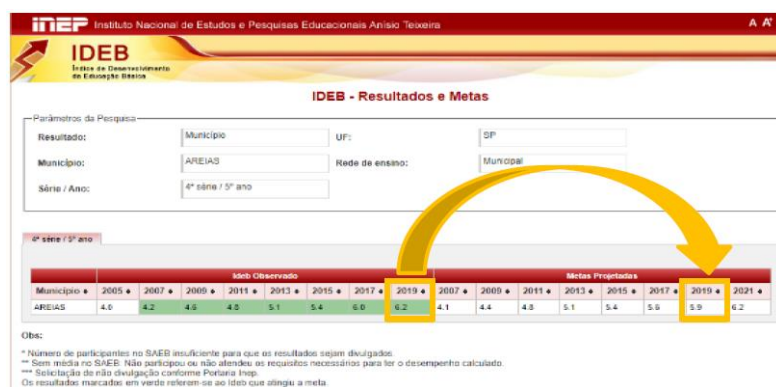 inep Instituto Nacional de Estudos e Pesquisas Educacionais Anísio Teixeira A A+
IDEB
Índice de Desenvolvimento
da Educação Básica
IDEB - Resultados e Metas
Parâmetros da Pesquisa
Resultado: Município UF: SP
Município: AREIAS Rede de ensino: Municipal
Série / Ano: 4ª série / 5º ano
4ª série / 5º ano
Ideb Observado Metas Projetadas
Município 2005 2007 2009 2011 2013 2015 2017 2019 2007 2009 2011 2013 2015 2017 2019 2021
AREIAS 4.0 4.2 4.6 4.8 5.1 5.4 6.0 6.2 4.1 4.4 4.8 5.1 5.4 5.6 5.9 6.2
Obs:
* Número de participantes no SAEB insuficiente para que os resultados sejam divulgados.
** Sem média no SAEB: Não participou ou não atendeu os requisitos necessários para ter o desempenho calculado.
*** Solicitação de não divulgação conforme Portaria Inep.
Os resultados marcados em verde referem-se ao Ideb que atingiu a meta.